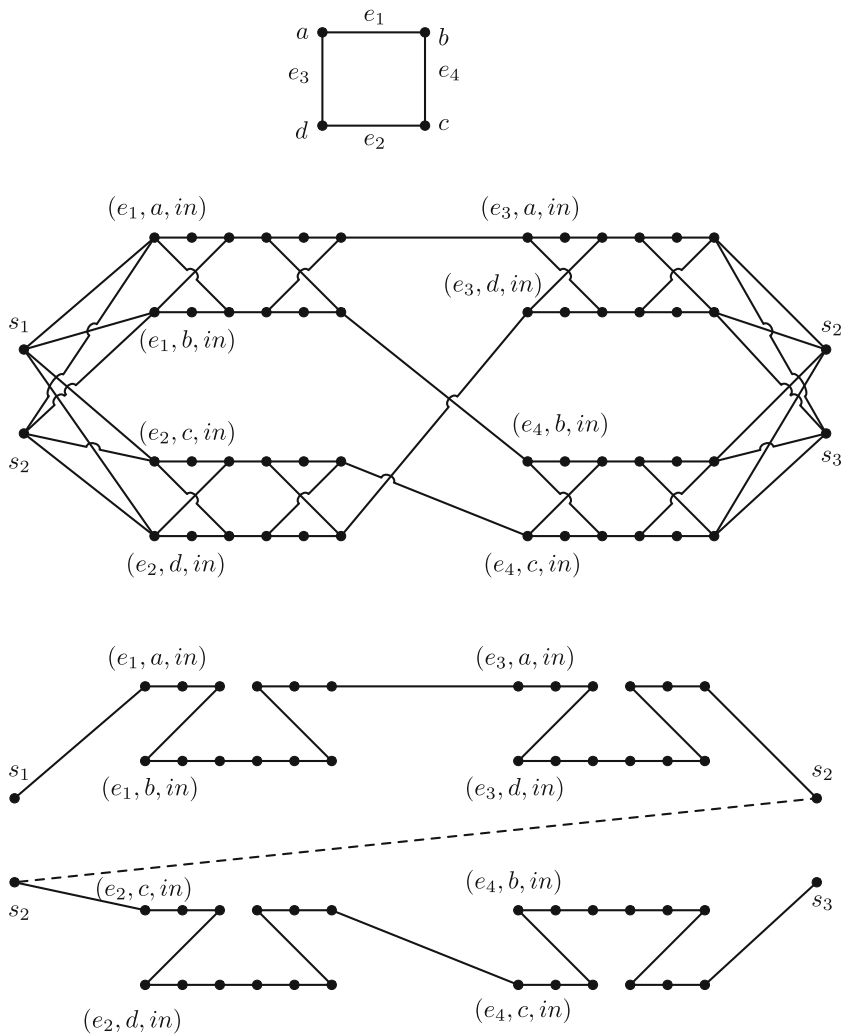 a e₁ b
e₃ e₄
d e₂ c
(e₁, a, in) (e₃, a, in)
(e₃, d, in)
s₁ (e₁, b, in) s₂
(e₂, c, in) (e₄, b, in)
s₂ s₃
(e₂, d, in) (e₄, c, in)
(e₁, a, in) (e₃, a, in)
s₁ (e₁, b, in) (e₃, d, in) s₂
(e₂, c, in) (e₄, b, in)
s₂ s₃
(e₂, d, in) (e₄, c, in)